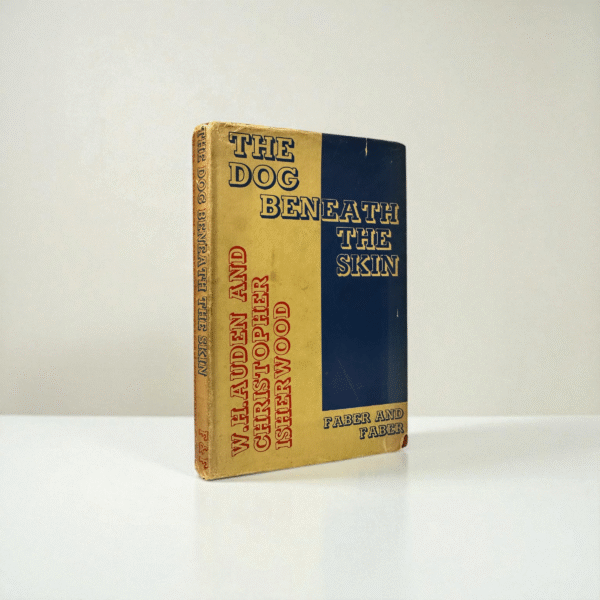 THE DOG BENEATH THE SKIN
F & F
THE
DOG
BENEATH
THE
SKIN
W.H.AUDEN AND
CHRISTOPHER
ISHERWOOD
FABER AND
FABER